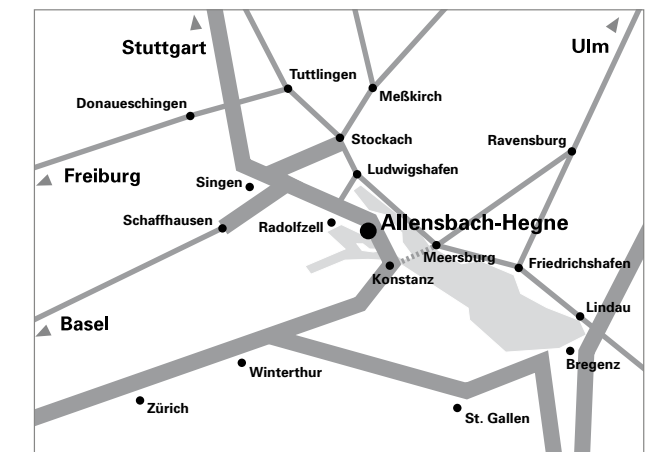 Stuttgart
Ulm
Tuttlingen
Meßkirch
Donaueschingen
Stockach
Ravensburg
Ludwigshafen
Freiburg
Singen
Schaffhausen
Radolfzell
Allensbach-Hegne
Meersburg
Friedrichshafen
Konstanz
Lindau
Basel
Bregenz
Winterthur
Zürich
St. Gallen